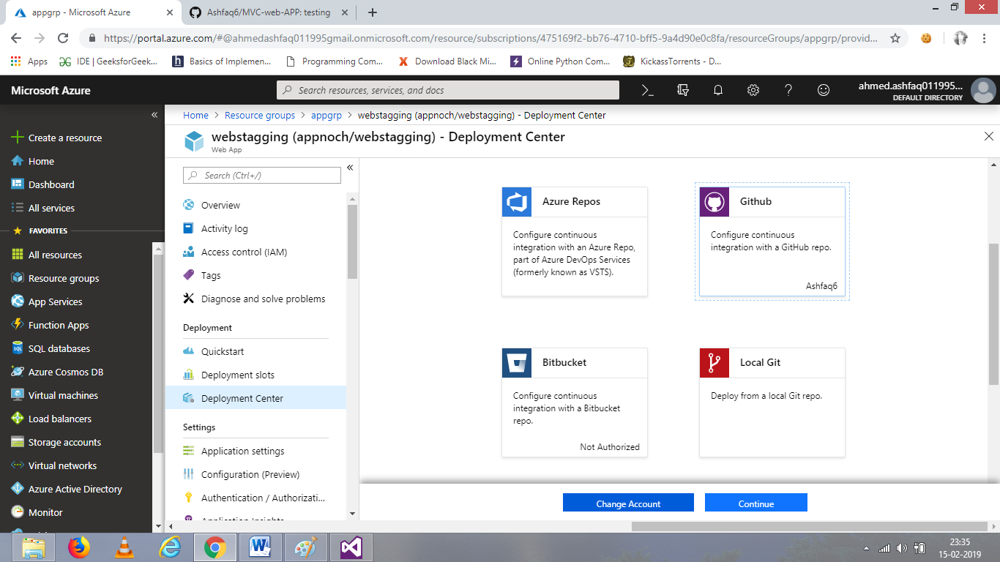 appgrp - Microsoft Azure
Ashfaq6/MVC-web-APP: testing
https://portal.azure.com/#@ahmedashfaq011995gmail.onmicrosoft.com/resource/subscriptions/475169f2-bb76-4710-bff5-9a4d90e0c8fa/resourceGroups/appgrp/provid...
Apps
IDE | GeeksforGeek...
Basics of Implemen...
Programming Com...
Download Black Mi...
Online Python Com...
KickassTorrents - D...
Microsoft Azure
Search resources, services, and docs
ahmed.ashfaq011995...
DEFAULT DIRECTORY
Create a resource
Home
Dashboard
All services
FAVORITES
All resources
Resource groups
App Services
Function Apps
SQL databases
Azure Cosmos DB
Virtual machines
Load balancers
Storage accounts
Virtual networks
Azure Active Directory
Monitor
Home > Resource groups > appgrp > webstagging (appnoch/webstagging) - Deployment Center
webstagging (appnoch/webstagging) - Deployment Center
Web App
Search (Ctrl+/)
Overview
Activity log
Access control (IAM)
Tags
Diagnose and solve problems
Deployment
Quickstart
Deployment slots
Deployment Center
Settings
Application settings
Configuration (Preview)
Authentication / Authorizati...
Application Insights
Azure Repos
Configure continuous
integration with an Azure Repo,
part of Azure DevOps Services
(formerly known as VSTS).
Github
Configure continuous
integration with a GitHub repo.
Ashfaq6
Bitbucket
Configure continuous
integration with a Bitbucket
repo.
Not Authorized
Local Git
Deploy from a local Git repo.
Change Account
Continue
23:35
15-02-2019